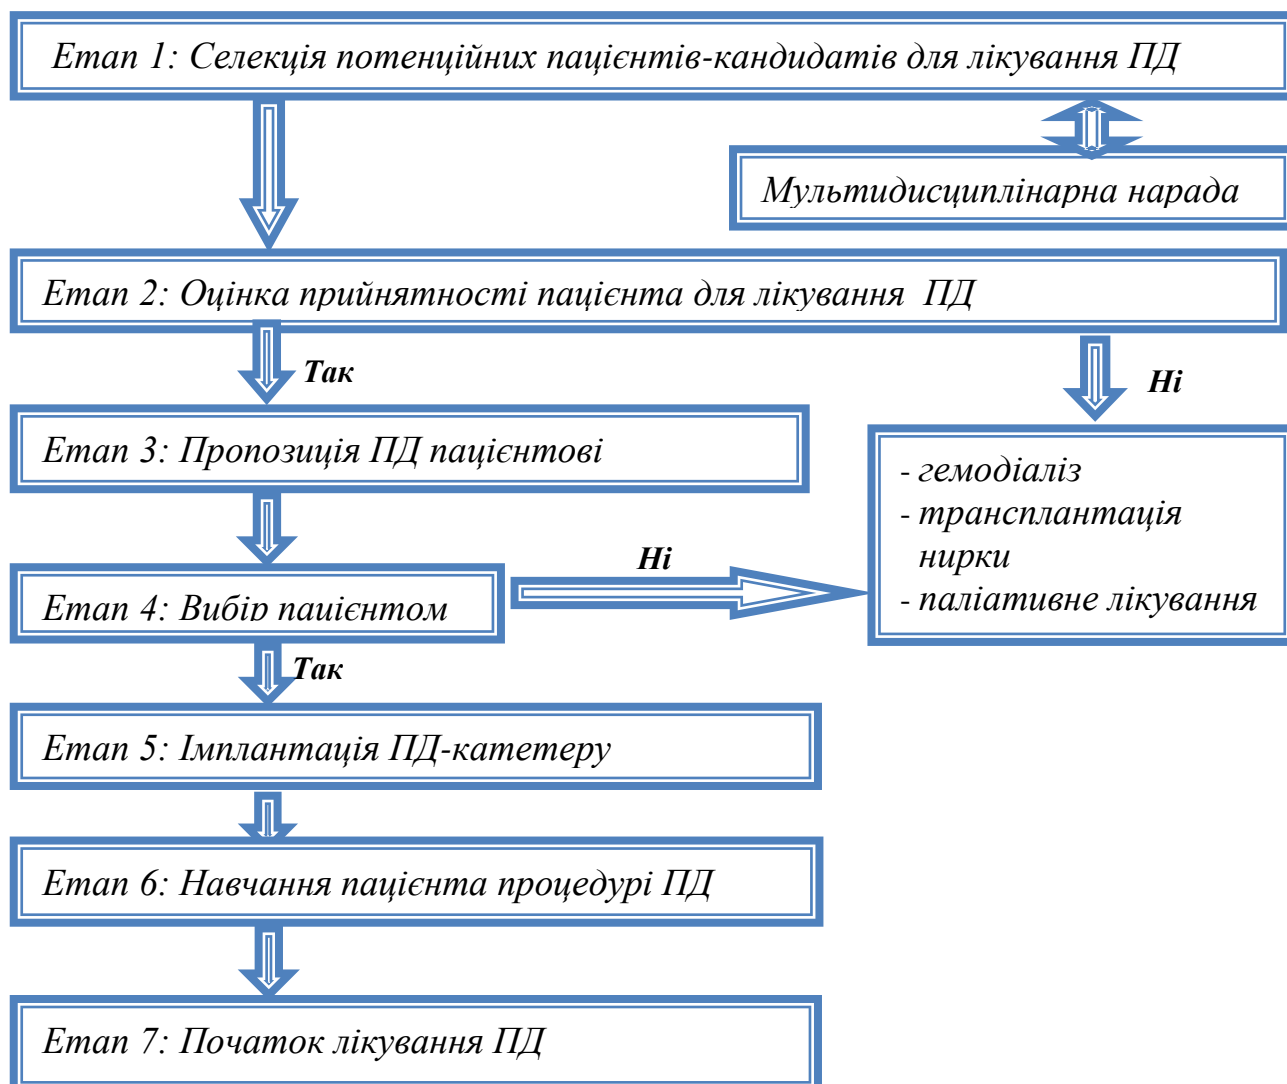 Етап 1: Селекція потенційних пацієнтів-кандидатів для лікування ПД
Мультидисциплінарна нарада
Етап 2: Оцінка прийнятності пацієнта для лікування ПД
Так
Ні
Етап 3: Пропозиція ПД пацієнтові
- гемодіаліз
- трансплантація
нирки
- паліативне лікування
Ні
Етап 4: Вибір пацієнтом
Так
Етап 5: Імплантація ПД-катетеру
Етап 6: Навчання пацієнта процедурі ПД
Етап 7: Початок лікування ПД